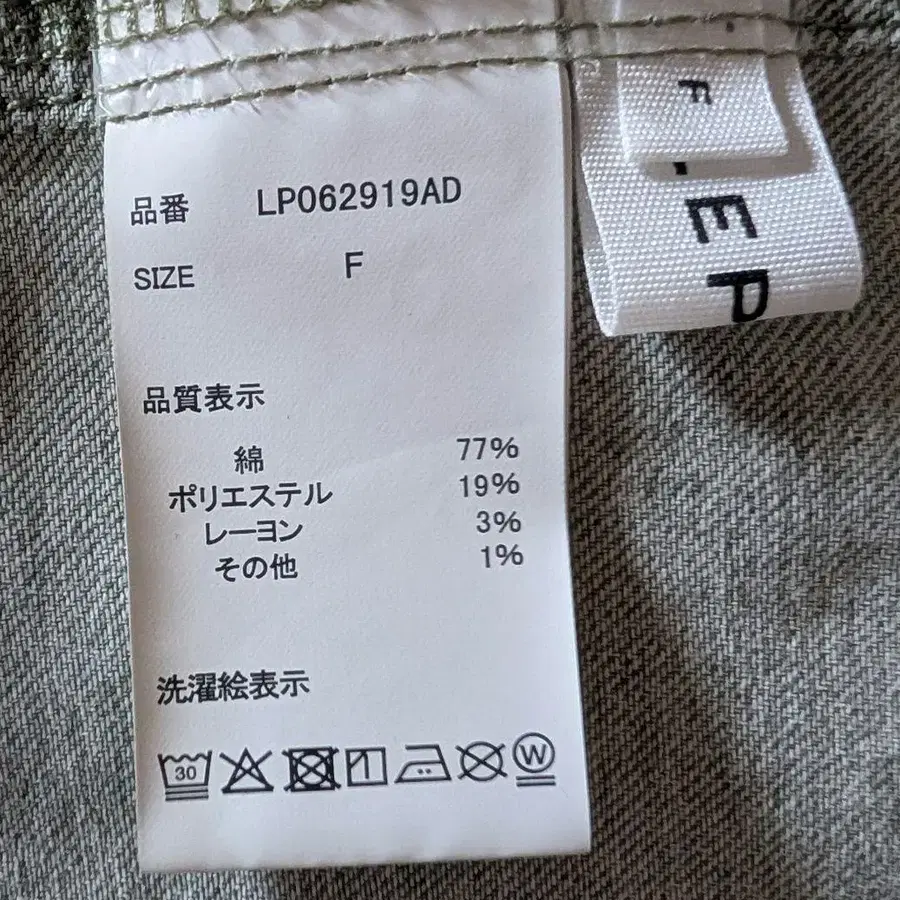 品番 LP062919AD
SIZE F
品質表示
綿 77%
ポリエステル 19%
レーヨン 3%
その他 1%
洗濯絵表示
30 W
F
EP